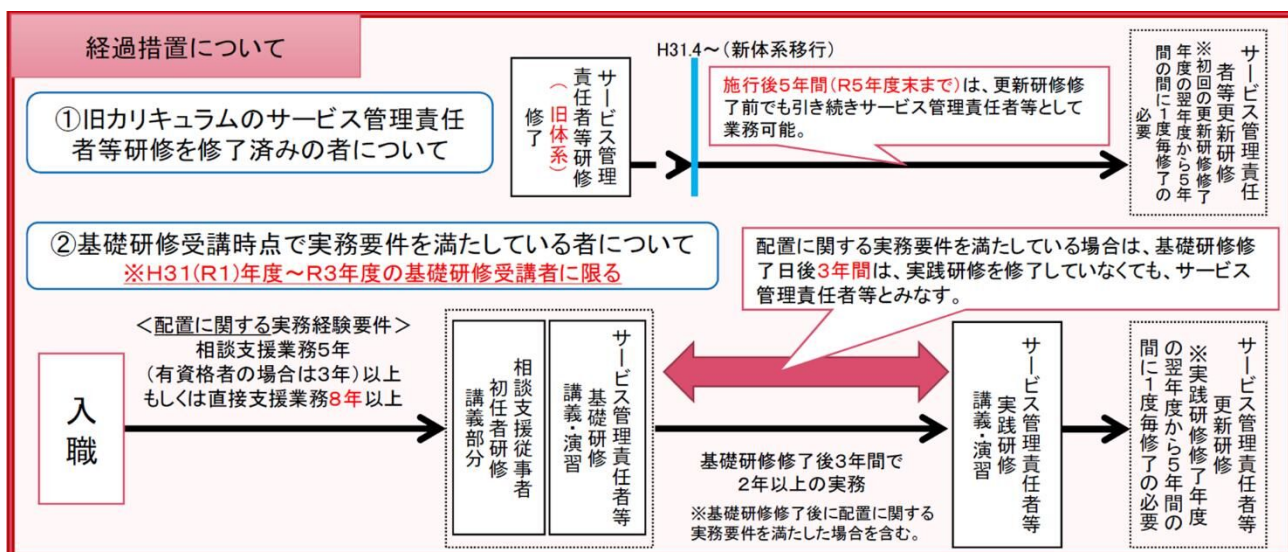 経過措置について
H31.4～(新体系移行)
①旧カリキュラムのサービス管理責任
者等研修を修了済みの者について
サービス管理
責任者等研修
(旧体系)
修了
施行後5年間(R5年度末まで)は、更新研修修
了前でも引き続きサービス管理責任者等として
業務可能。
サービス管理責任
者等更新研修
※初回の更新研修修了
年度の翌年度から5年
間の間に1度毎修了の
必要
②基礎研修受講時点で実務要件を満たしている者について
※H31(R1)年度～R3年度の基礎研修受講者に限る
配置に関する実務要件を満たしている場合は、基礎研修修
了日後3年間は、実践研修を修了していなくても、サービス
管理責任者等とみなす。
入職
＜配置に関する実務経験要件＞
相談支援業務5年
(有資格者の場合は3年)以上
もしくは直接支援業務8年以上
相談支援従事者
初任者研修
講義部分
サービス管理責任者等
基礎研修
講義・演習
基礎研修修了後3年間で
2年以上の実務
※基礎研修修了後に配置に関する
実務要件を満たした場合を含む。
サービス管理責任者等
実践研修
講義・演習
サービス管理責任者等
更新研修
※実践研修修了年度
の翌年度から5年間の
間に1度毎修了の必要